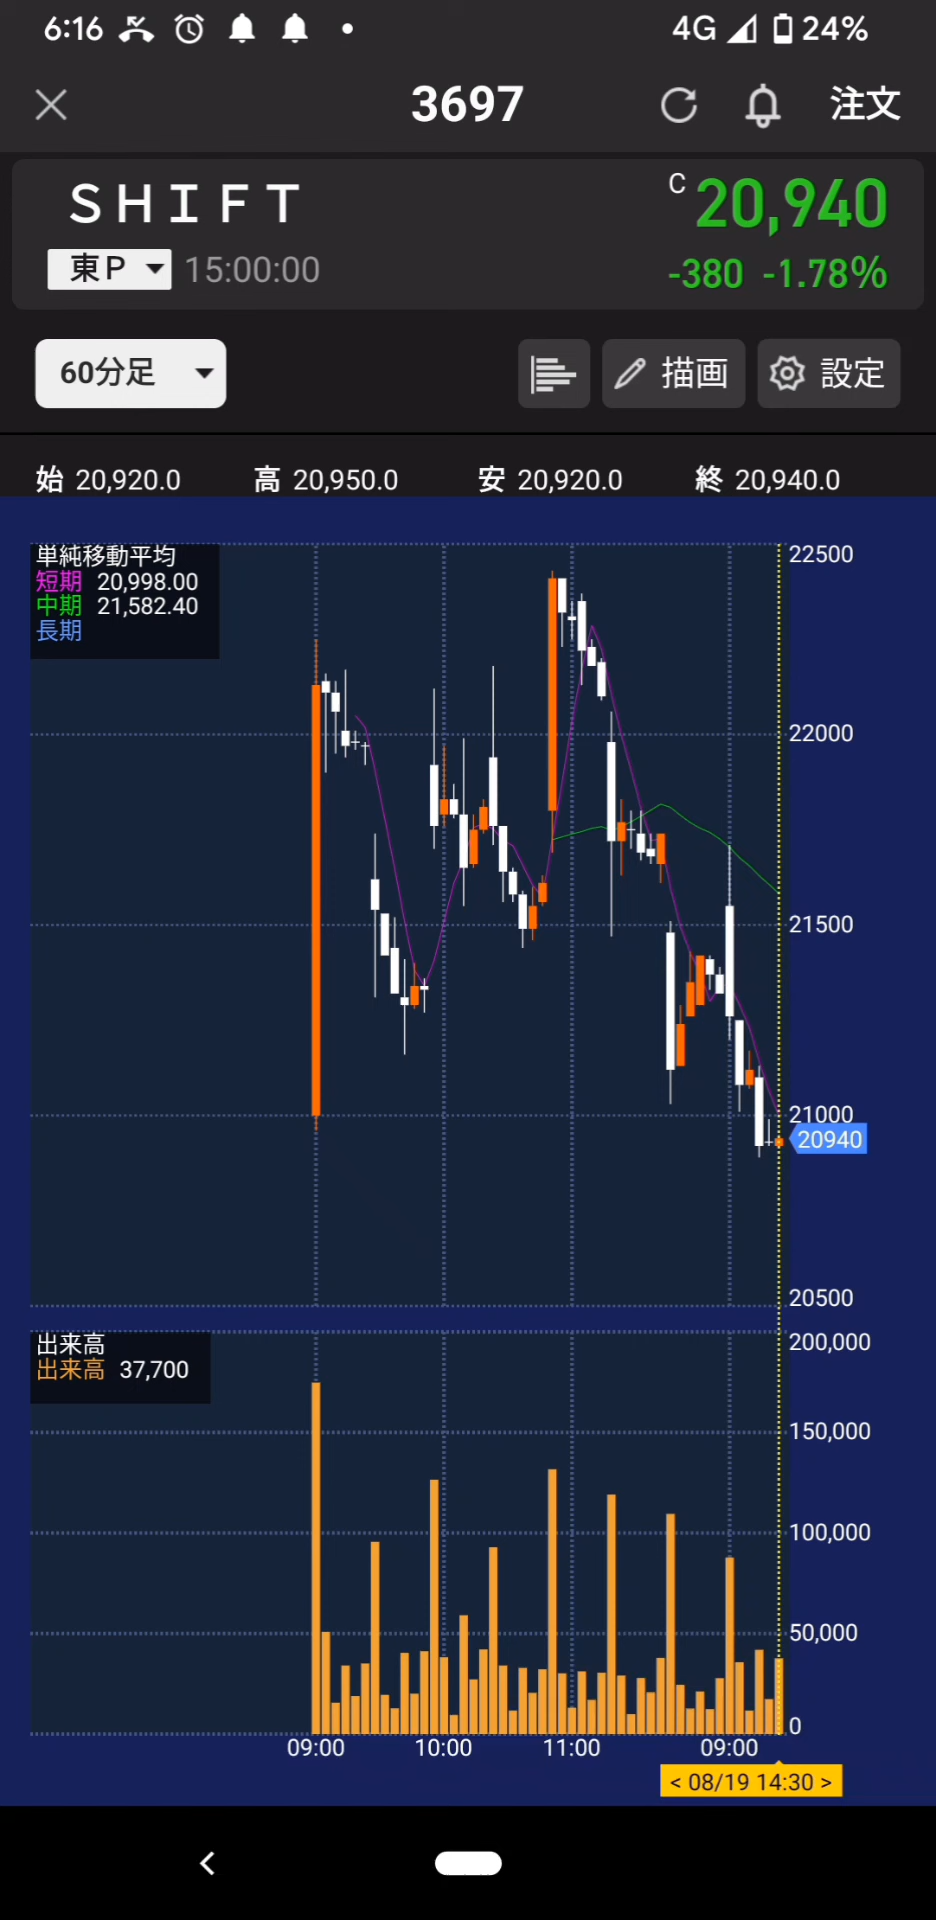 6:16 4G 24%
3697 注文
SHIFT C20,940
東P 15:00:00 -380 -1.78%
60分足 描画 設定
始 20,920.0 高 20,950.0 安 20,920.0 終 20,940.0
単純移動平均
短期 20,998.00
中期 21,582.40
長期
22500
22000
21500
21000
20940
20500
出来高
出来高 37,700
200,000
150,000
100,000
50,000
0
09:00 10:00 11:00 09:00
< 08/19 14:30 >